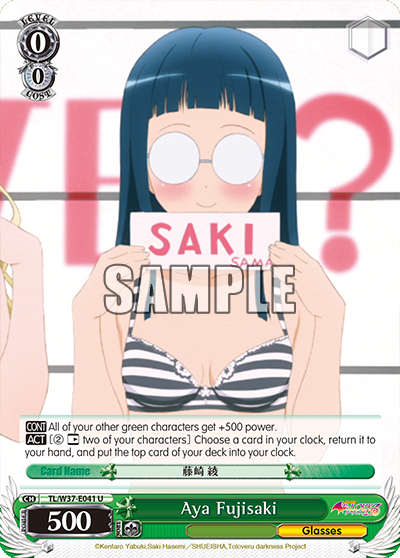 LEVEL
0
0
COST
VE ?
SAKI
SAMA
SAMPLE
CONT All of your other green characters get +500 power.
ACT [② two of your characters] Choose a card in your clock, return it to
your hand, and put the top card of your deck into your clock.
Card Name 藤崎 綾
CH TL/W37-E041 U
500
Aya Fujisaki
Glasses
©Kentaro Yabuki,Saki Hasemi／SHUEISHA,Toloveru darkness Project